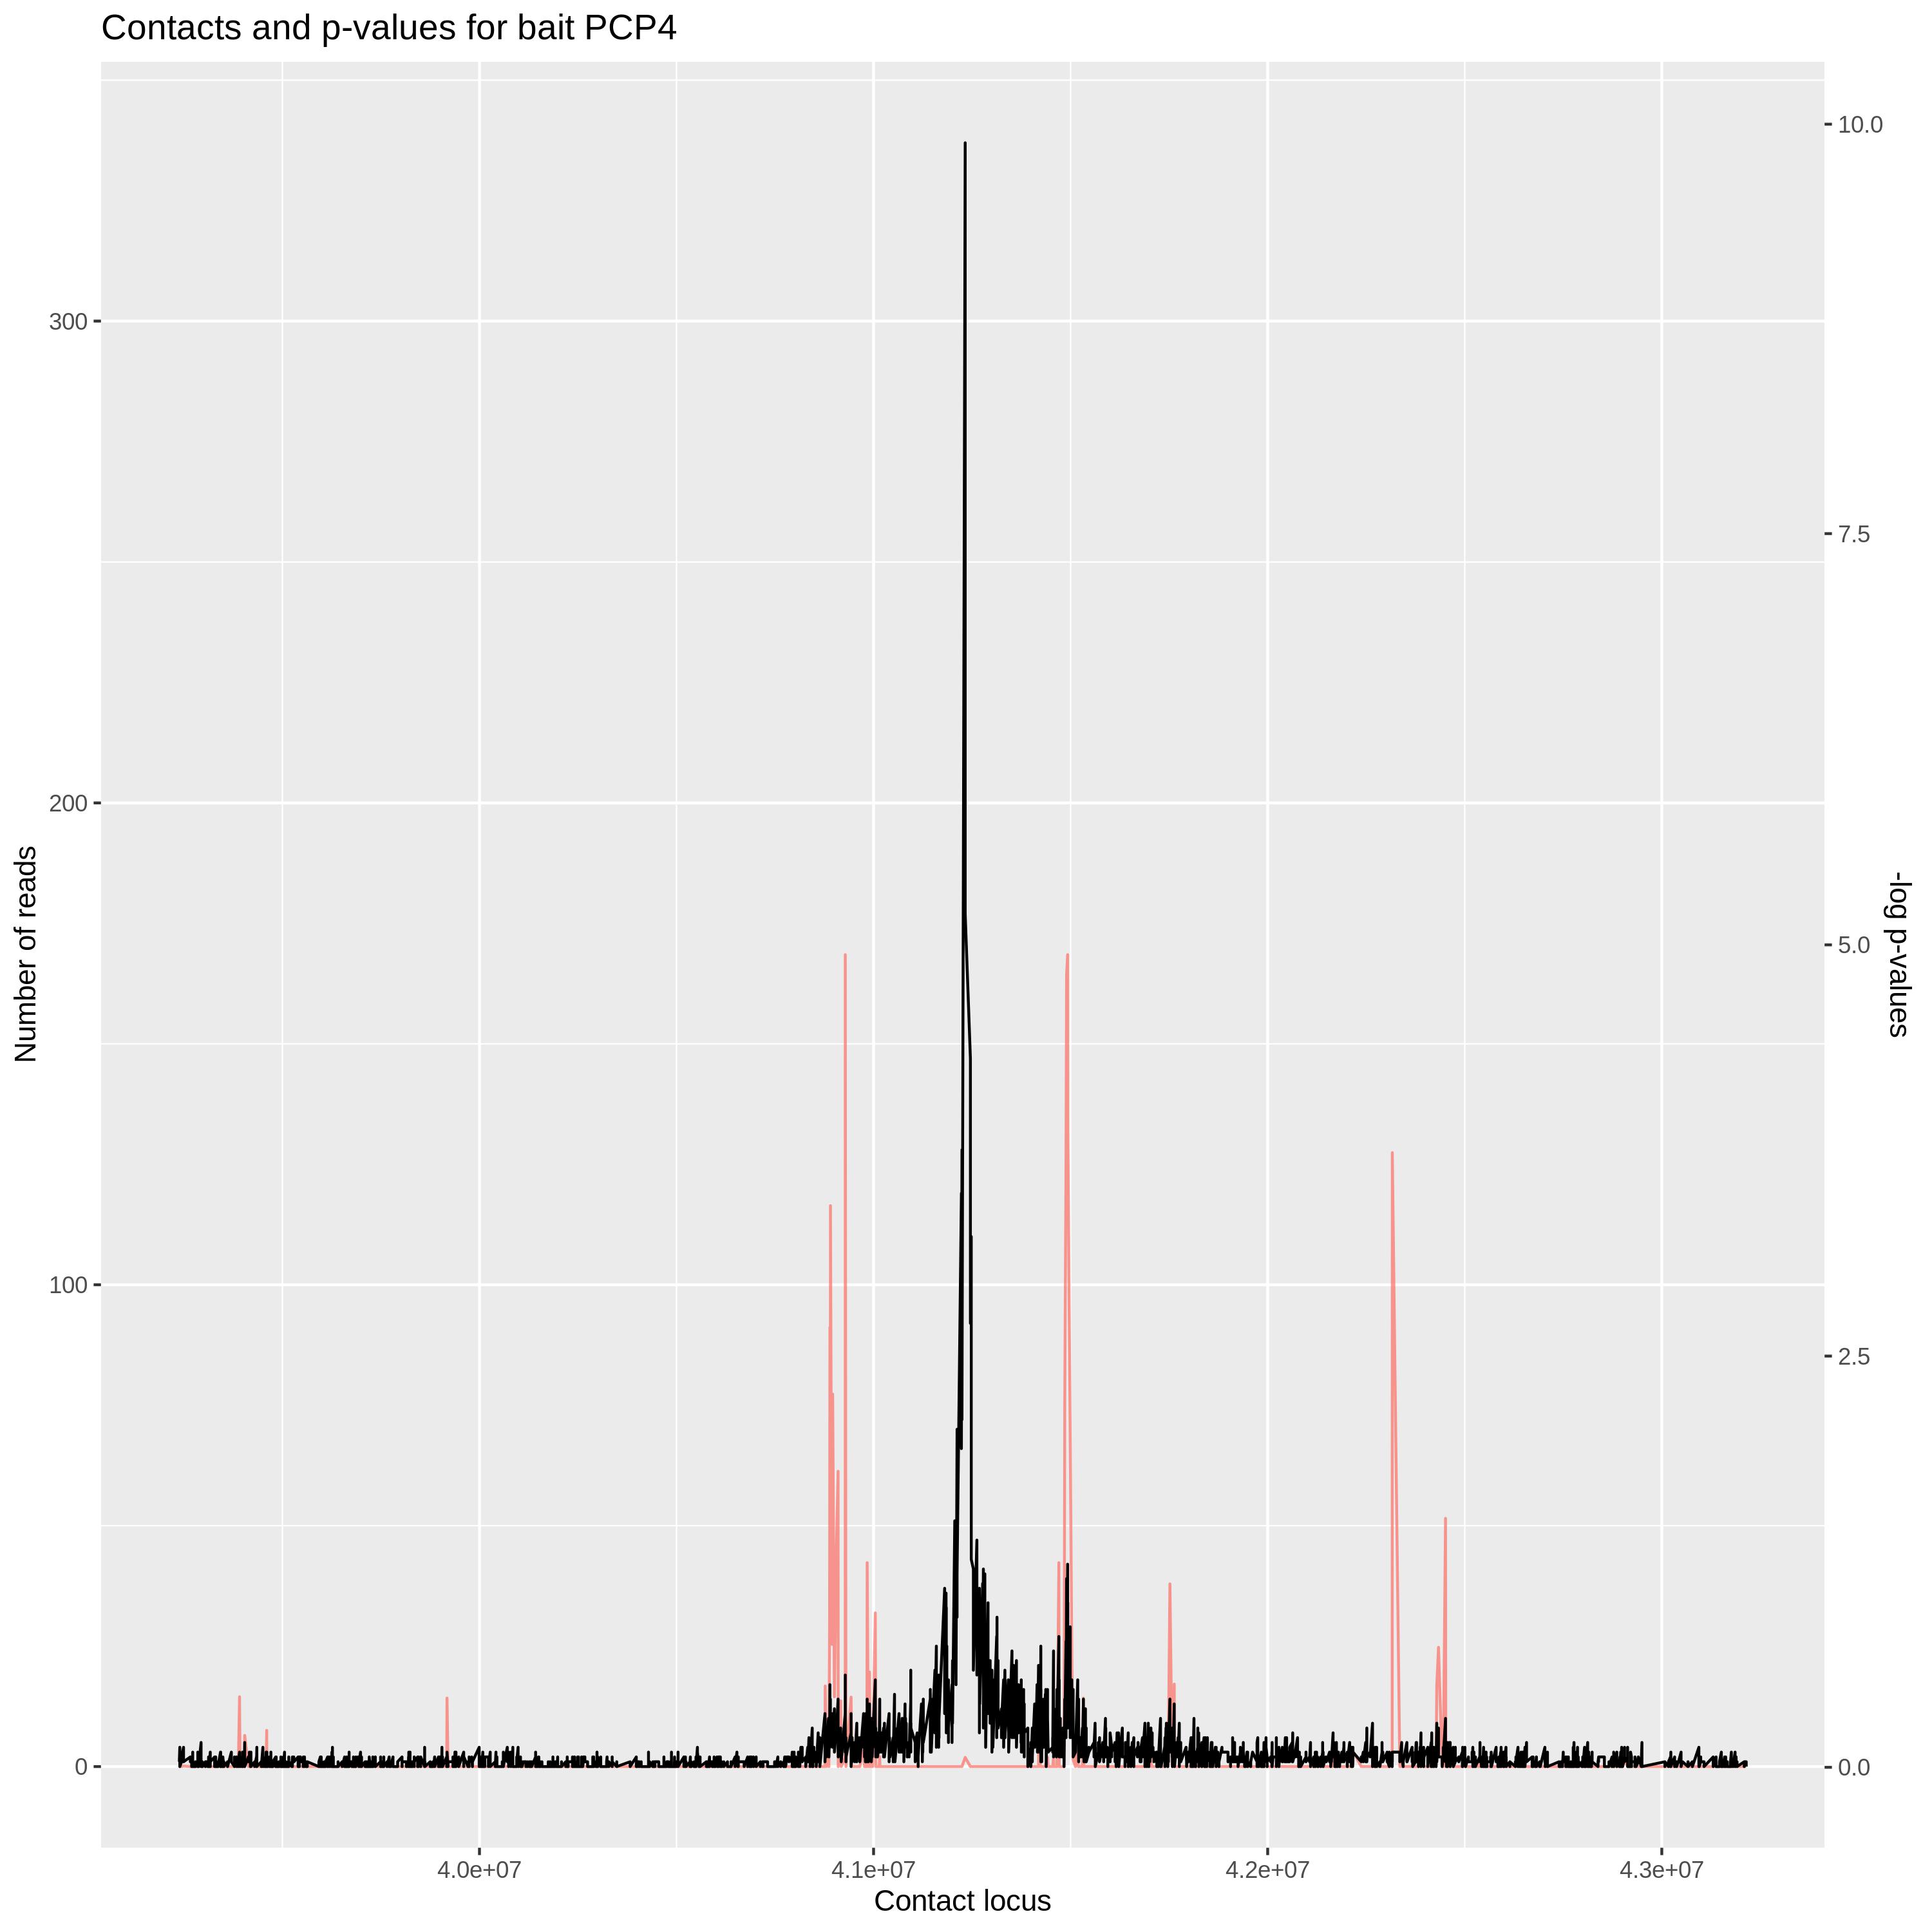 Contacts and p-values for bait PCP4
300
200
100
0
Number of reads
10.0
7.5
5.0
2.5
0.0
-log p-values
4.0e+07
4.1e+07
4.2e+07
4.3e+07
Contact locus